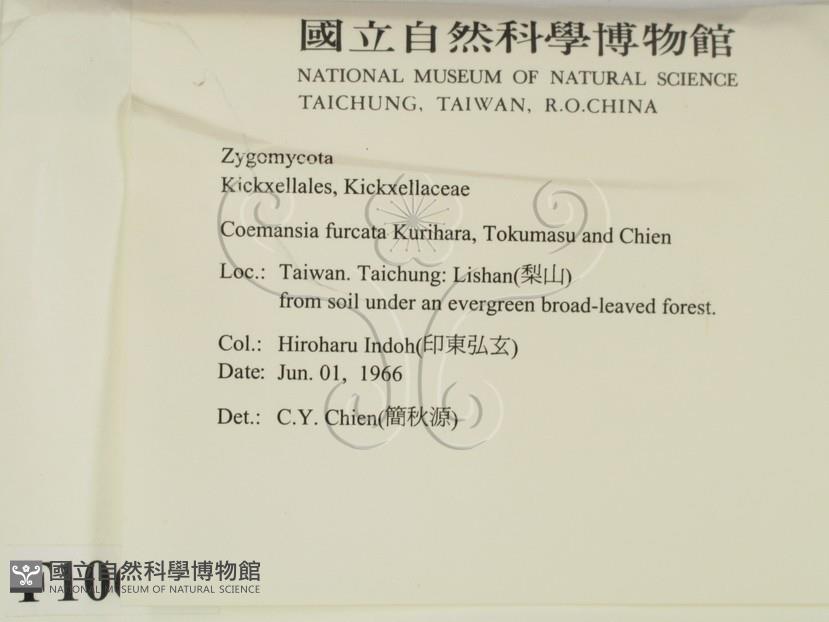 國立自然科學博物館
NATIONAL MUSEUM OF NATURAL SCIENCE
TAICHUNG, TAIWAN, R.O.CHINA
Zygomycota
Kickxellales, Kickxellaceae
Coemansia furcata Kurihara, Tokumasu and Chien
Loc.: Taiwan. Taichung: Lishan(梨山)
from soil under an evergreen broad-leaved forest.
Col.: Hiroharu Indoh(印東弘玄)
Date: Jun. 01, 1966
Det.: C.Y. Chien(簡秋源)
國立自然科學博物館
NATIONAL MUSEUM OF NATURAL SCIENCE